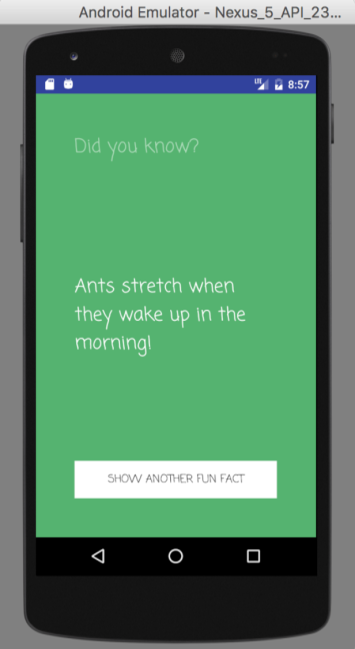 Android Emulator - Nexus_5_API_23...
LTE 8:57
Did you know?
Ants stretch when
they wake up in the
morning!
SHOW ANOTHER FUN FACT